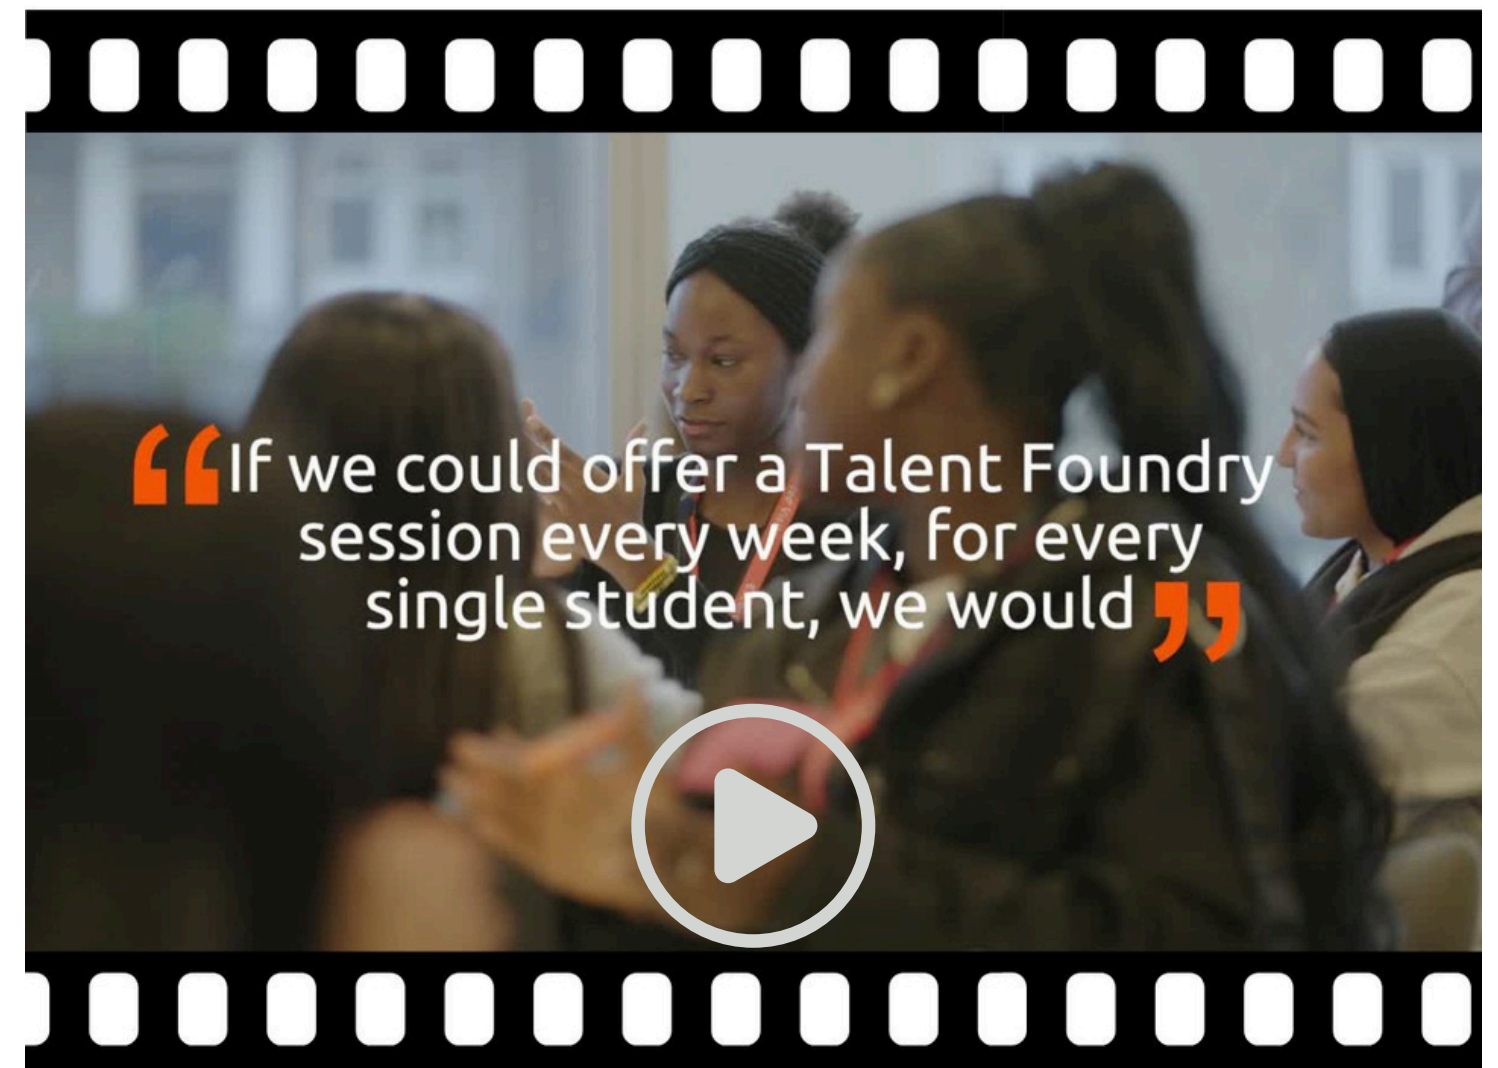 “If we could offer a Talent Foundry
session every week, for every
single student, we would”